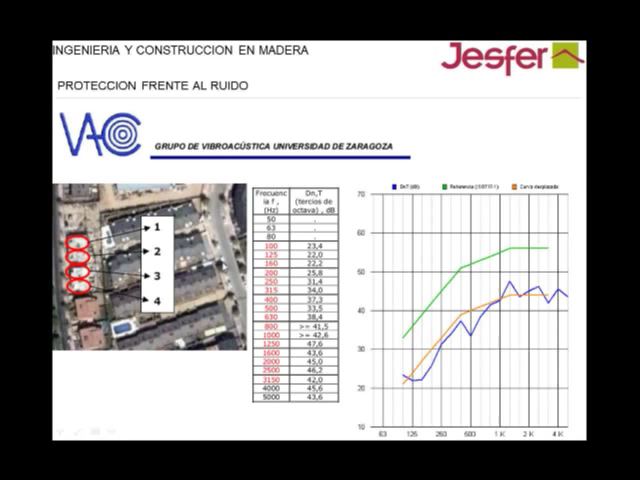 INGENIERIA Y CONSTRUCCION EN MADERA
Jesfer
PROTECCION FRENTE AL RUIDO
VAC
GRUPO DE VIBROACÚSTICA UNIVERSIDAD DE ZARAGOZA
1
2
3
4
Frecuenc Dn,T
ia f , (tercios de
(Hz) octava) , dB
50 .
63 .
80 .
100 23,4
125 22,0
160 22,2
200 25,8
250 31,4
315 34,0
400 37,3
500 33,5
630 38,4
800 >= 41,5
1000 >= 42,6
1250 47,6
1600 43,6
2000 45,0
2500 46,2
3150 42,0
4000 45,6
5000 43,6
DnT (dB) Referencia Curva desplazada
70
60
50
40
30
20
10
63 125 250 500 1 K 2 K 4 K